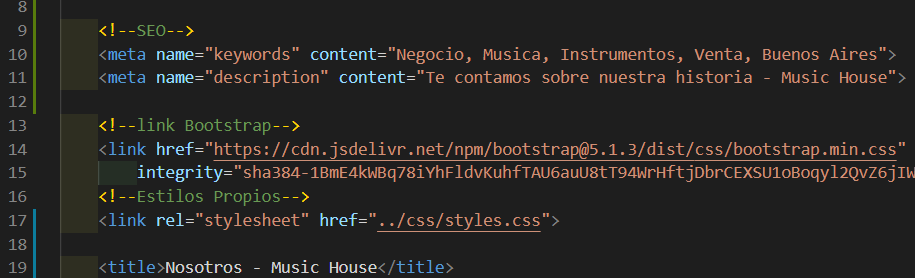 8
9 <!--SEO-->
10 <meta name="keywords" content="Negocio, Musica, Instrumentos, Venta, Buenos Aires">
11 <meta name="description" content="Te contamos sobre nuestra historia - Music House">
12
13 <!--link Bootstrap-->
14 <link href="https://cdn.jsdelivr.net/npm/bootstrap@5.1.3/dist/css/bootstrap.min.css"
15 integrity="sha384-1BmE4kWBq78iYhFldvKuhfTAU6auU8tT94WrHftjDbrCEXSU1oBoqyl2QvZ6jIW
16 <!--Estilos Propios-->
17 <link rel="stylesheet" href="../css/styles.css">
18
19 <title>Nosotros - Music House</title>